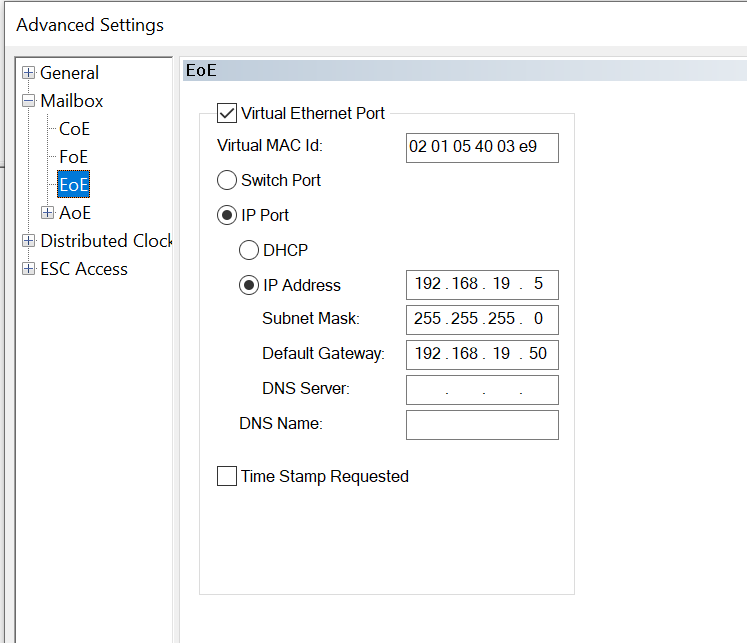 Advanced Settings
General
Mailbox
CoE
FoE
EoE
AoE
Distributed Clock
ESC Access
EoE
Virtual Ethernet Port
Virtual MAC Id: 02 01 05 40 03 e9
Switch Port
IP Port
DHCP
IP Address 192 . 168 . 19 . 5
Subnet Mask: 255 . 255 . 255 . 0
Default Gateway: 192 . 168 . 19 . 50
DNS Server: . . .
DNS Name:
Time Stamp Requested